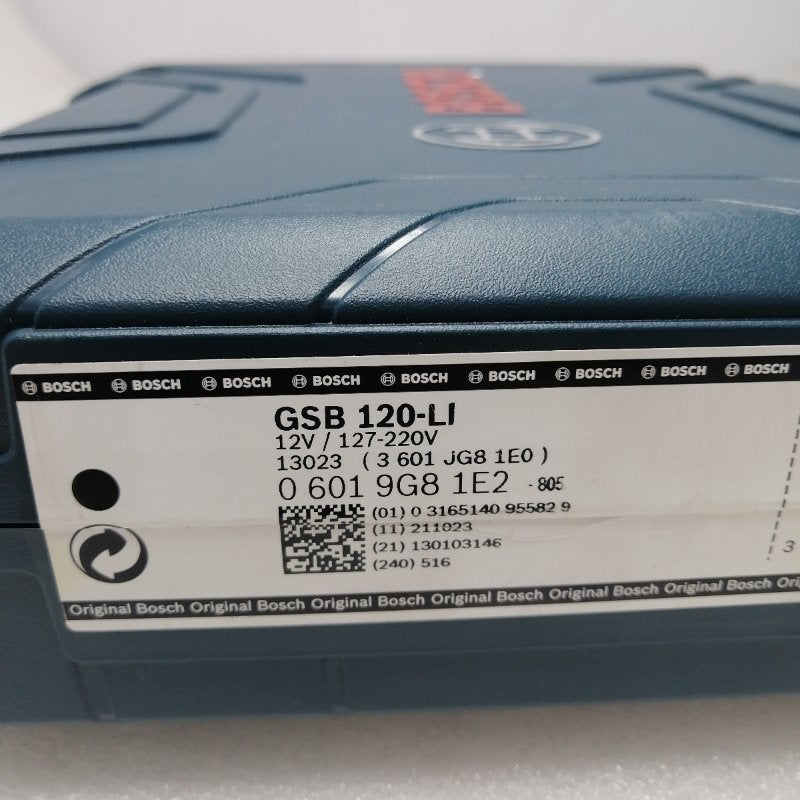 BOSCH
BOSCH BOSCH BOSCH BOSCH BOSCH BOSCH BOSCH BOSCH BOSCH
GSB 120-LI
12V / 127-220V
13023 ( 3 601 JG8 1E0 )
0 601 9G8 1E2 - 805
(01) 0 3165140 95582 9
(11) 211023
(21) 130103146
(240) 516
3
Original Bosch Original Bosch Original Bosch Original Bosch Original Bosch Original Bosch